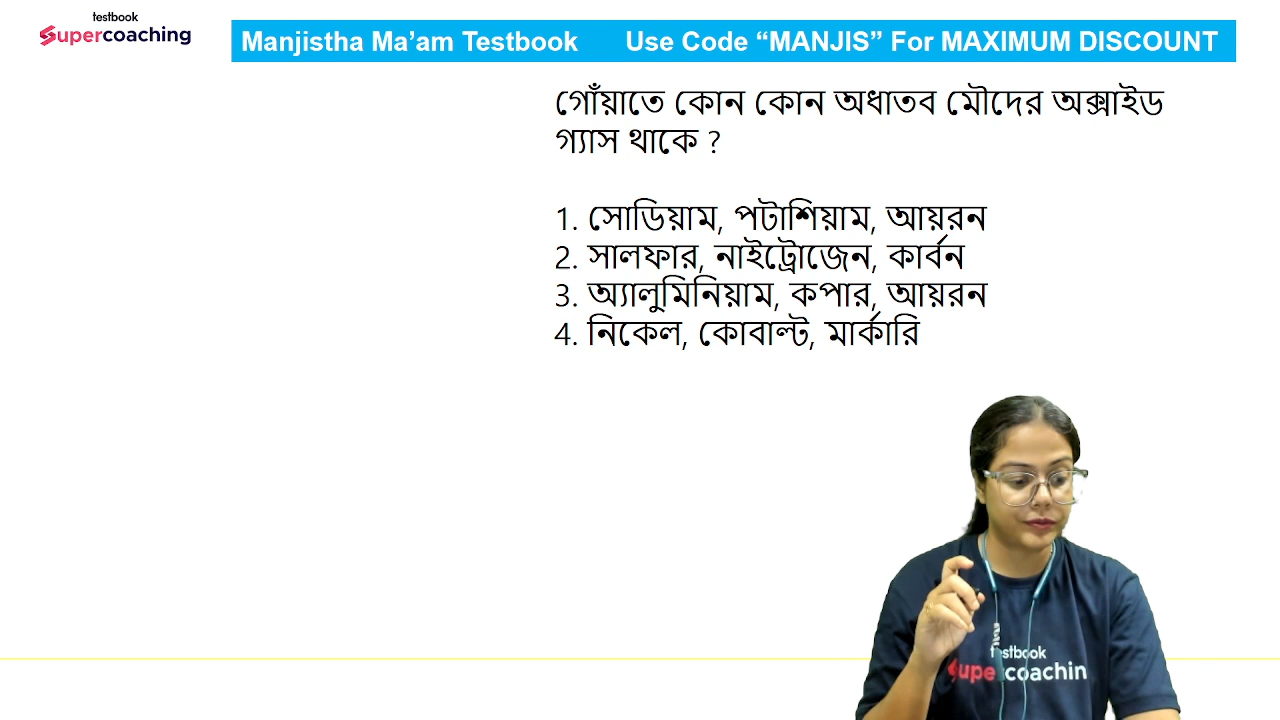 testbook
Supercoaching
Manjistha Ma’am Testbook Use Code “MANJIS” For MAXIMUM DISCOUNT
গোঁয়াতে কোন কোন অধাতব মৌদের অক্সাইড
গ্যাস থাকে ?
1. সোডিয়াম, পটাশিয়াম, আয়রন
2. সালফার, নাইট্রোজেন, কার্বন
3. অ্যালুমিনিয়াম, কপার, আয়রন
4. নিকেল, কোবাল্ট, মার্কারি
testbook
Supercoachin